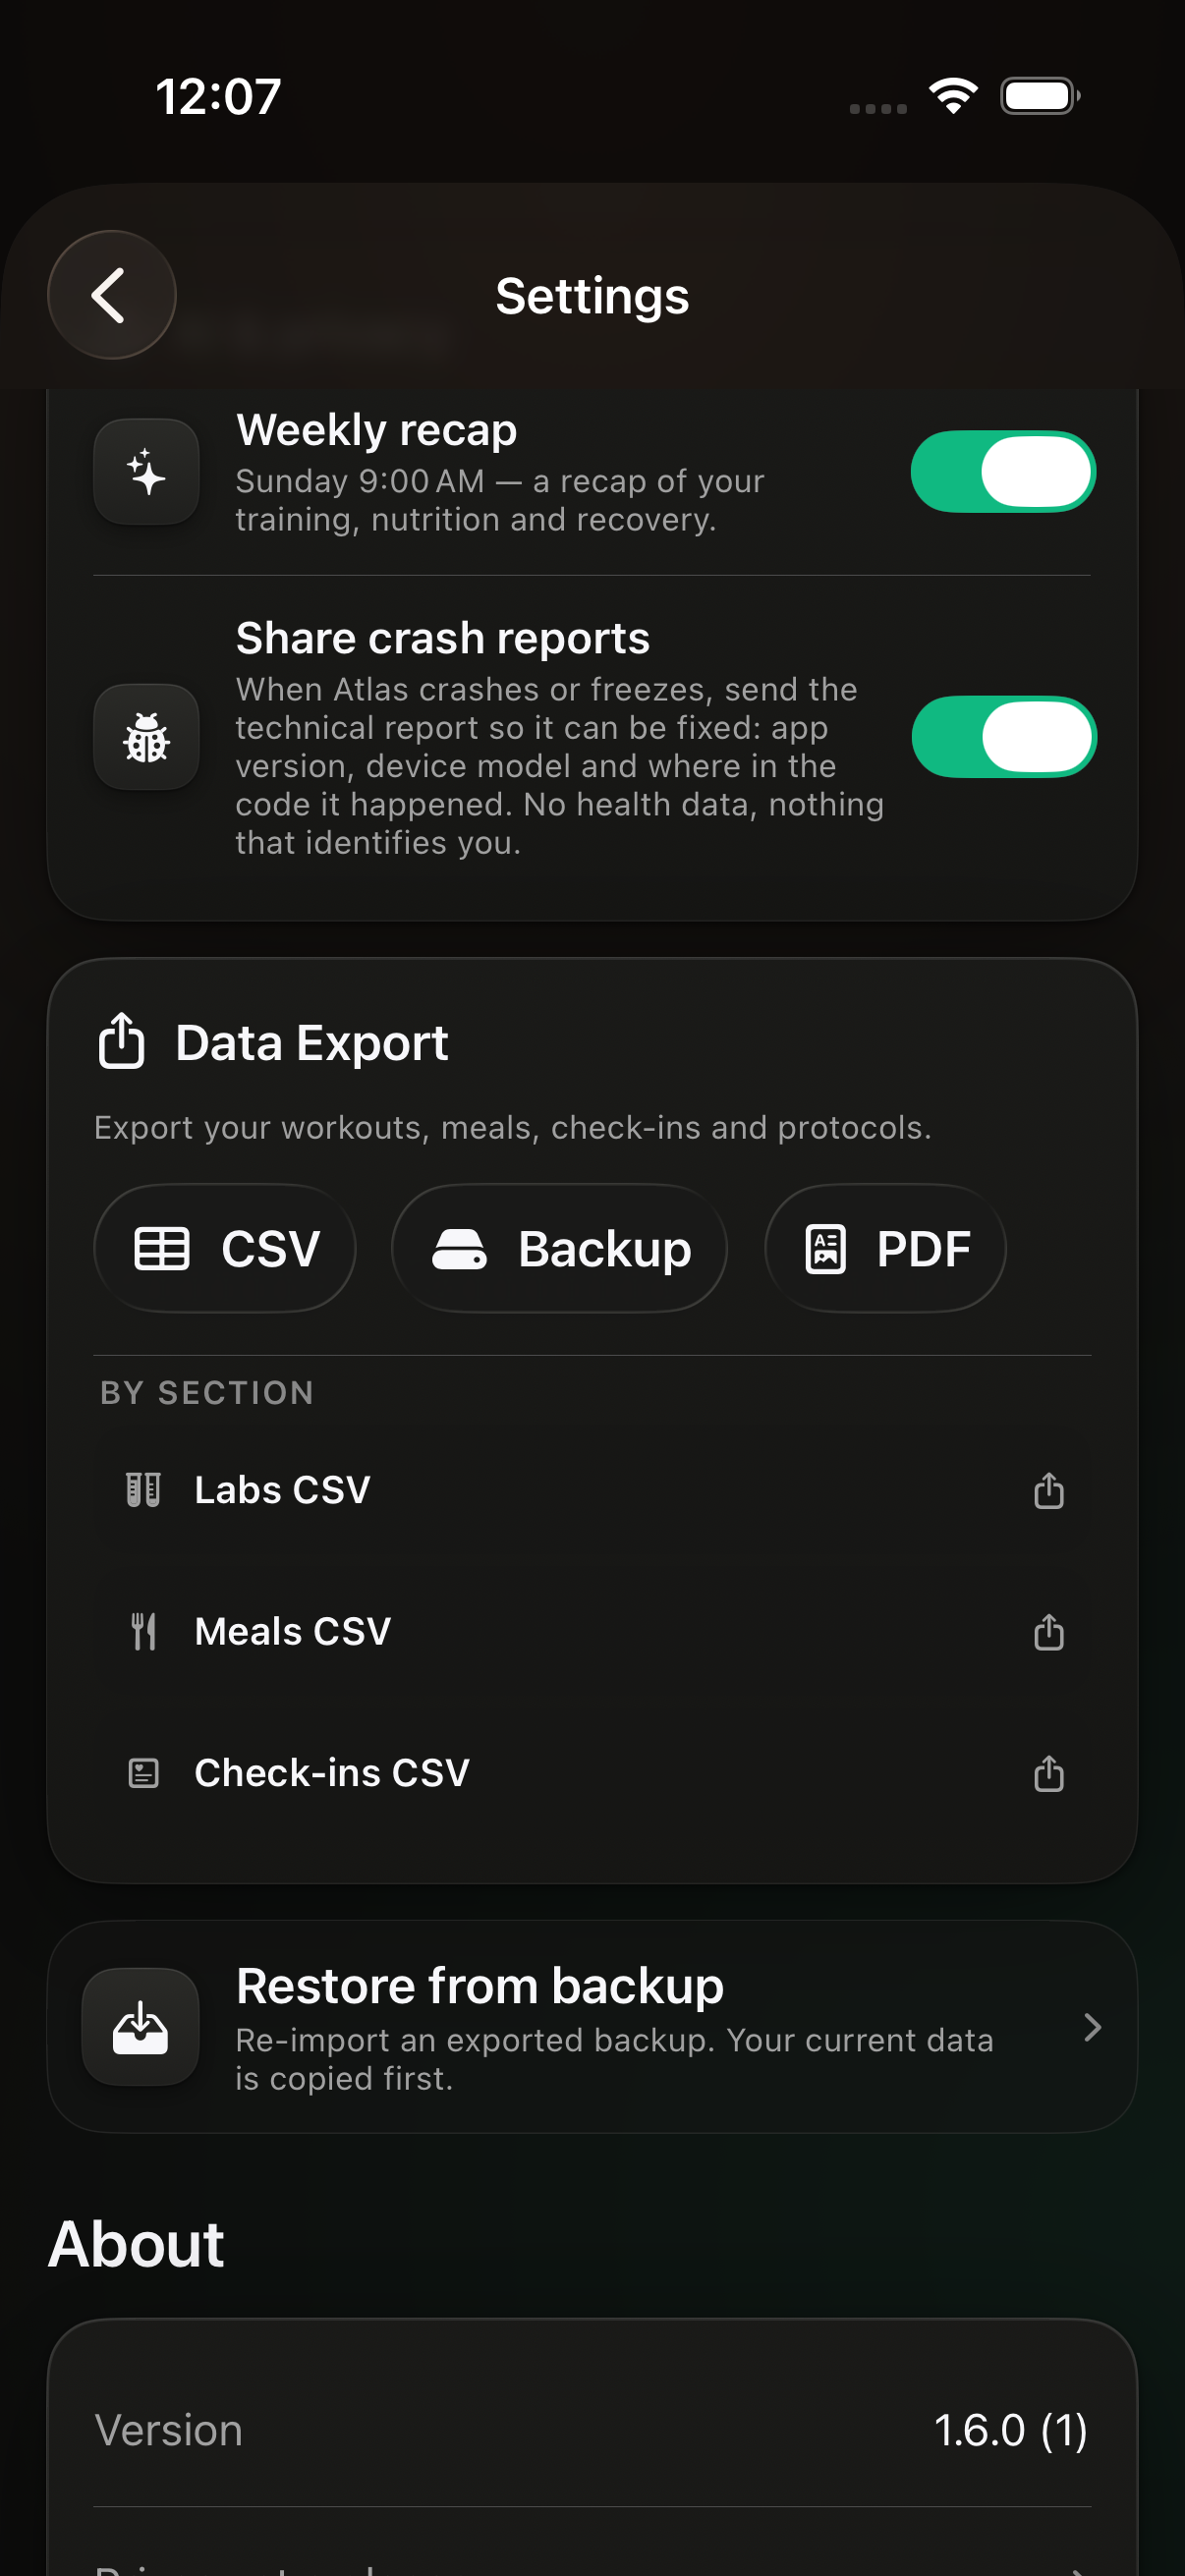 12:07
Settings
Weekly recap
Sunday 9:00 AM — a recap of your
training, nutrition and recovery.
Share crash reports
When Atlas crashes or freezes, send the
technical report so it can be fixed: app
version, device model and where in the
code it happened. No health data, nothing
that identifies you.
Data Export
Export your workouts, meals, check-ins and protocols.
CSV
Backup
PDF
BY SECTION
Labs CSV
Meals CSV
Check-ins CSV
Restore from backup
Re-import an exported backup. Your current data
is copied first.
About
Version
1.6.0 (1)